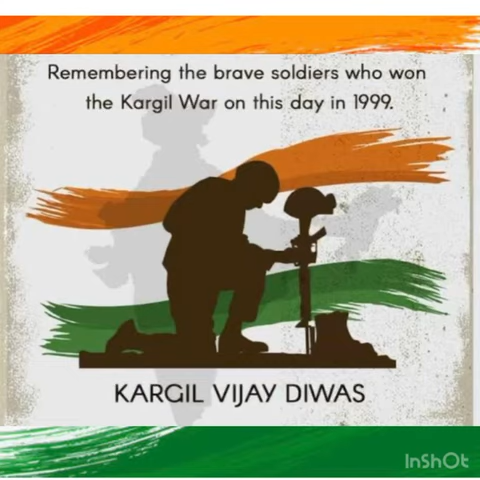 Remembering the brave soldiers who won
the Kargil War on this day in 1999.
KARGIL VIJAY DIWAS
InShOt